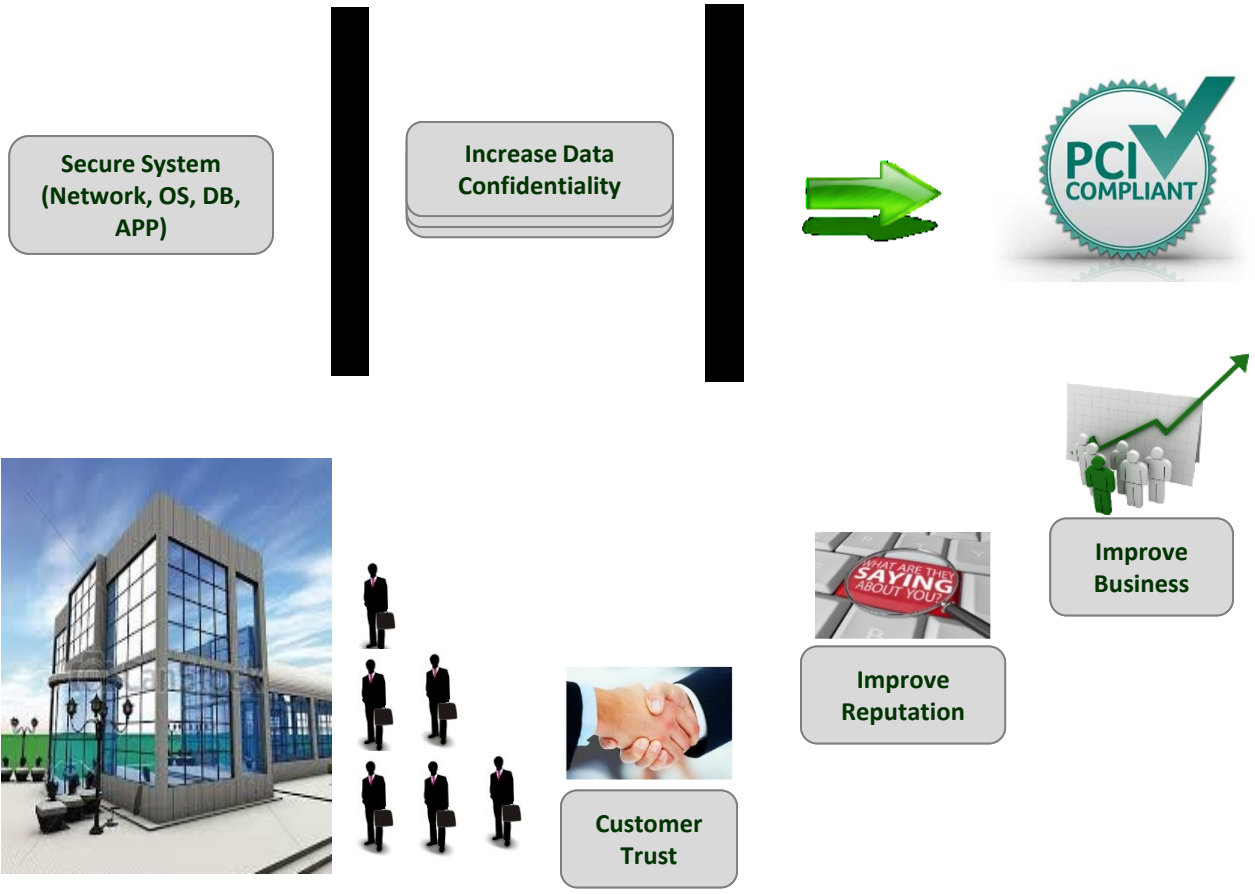 Secure System
(Network, OS, DB,
APP)
Increase Data
Confidentiality
PCI
COMPLIANT
WHAT ARE THEY
SAYING
ABOUT YOU?
Improve
Business
Improve
Reputation
Customer
Trust